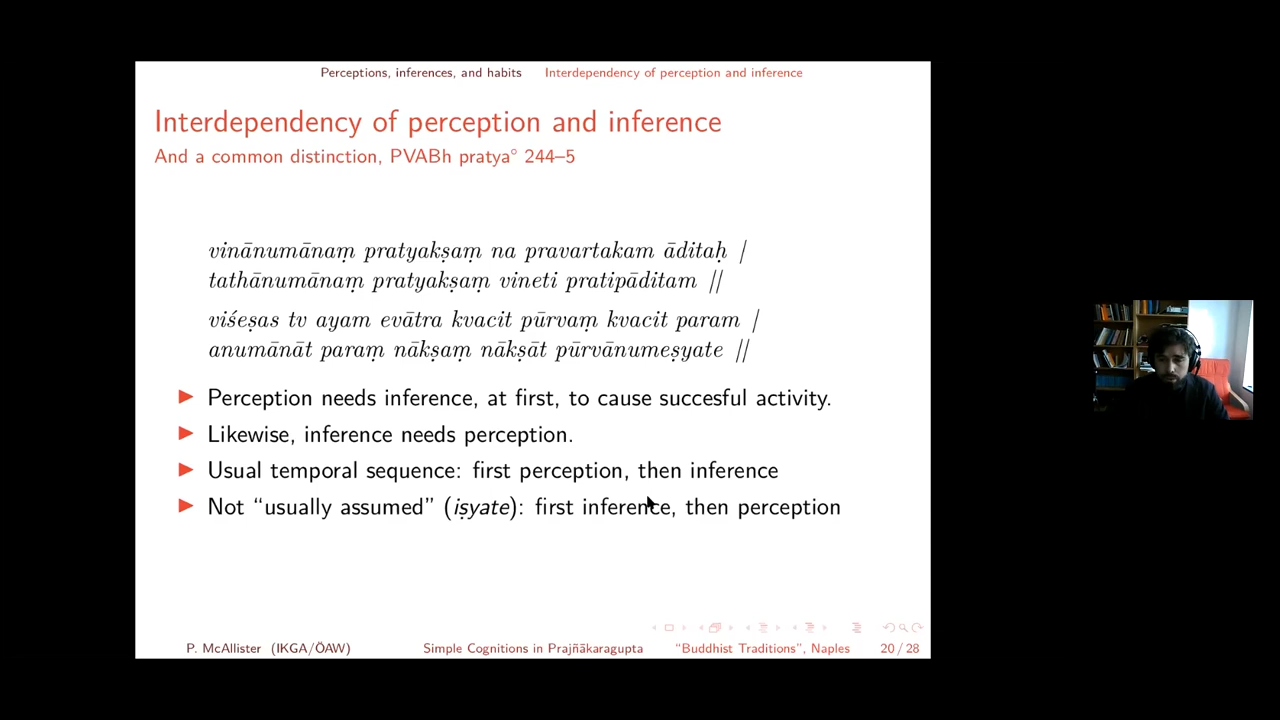 Perceptions, inferences, and habits Interdependency of perception and inference
Interdependency of perception and inference
And a common distinction, PVABh pratya° 244–5
vinānumānaṃ pratyakṣaṃ na pravartakam āditaḥ |
tathānumānaṃ pratyakṣaṃ vineti pratipāditam ||
viśeṣas tv ayam evātra kvacit pūrvaṃ kvacit param |
anumānāt paraṃ nākṣaṃ nākṣāt pūrvānumeṣyate ||
▶ Perception needs inference, at first, to cause succesful activity.
▶ Likewise, inference needs perception.
▶ Usual temporal sequence: first perception, then inference
▶ Not “usually assumed” (iṣyate): first inference, then perception
P. McAllister (IKGA/ÖAW) Simple Cognitions in Prajñākaragupta “Buddhist Traditions”, Naples 20 / 28